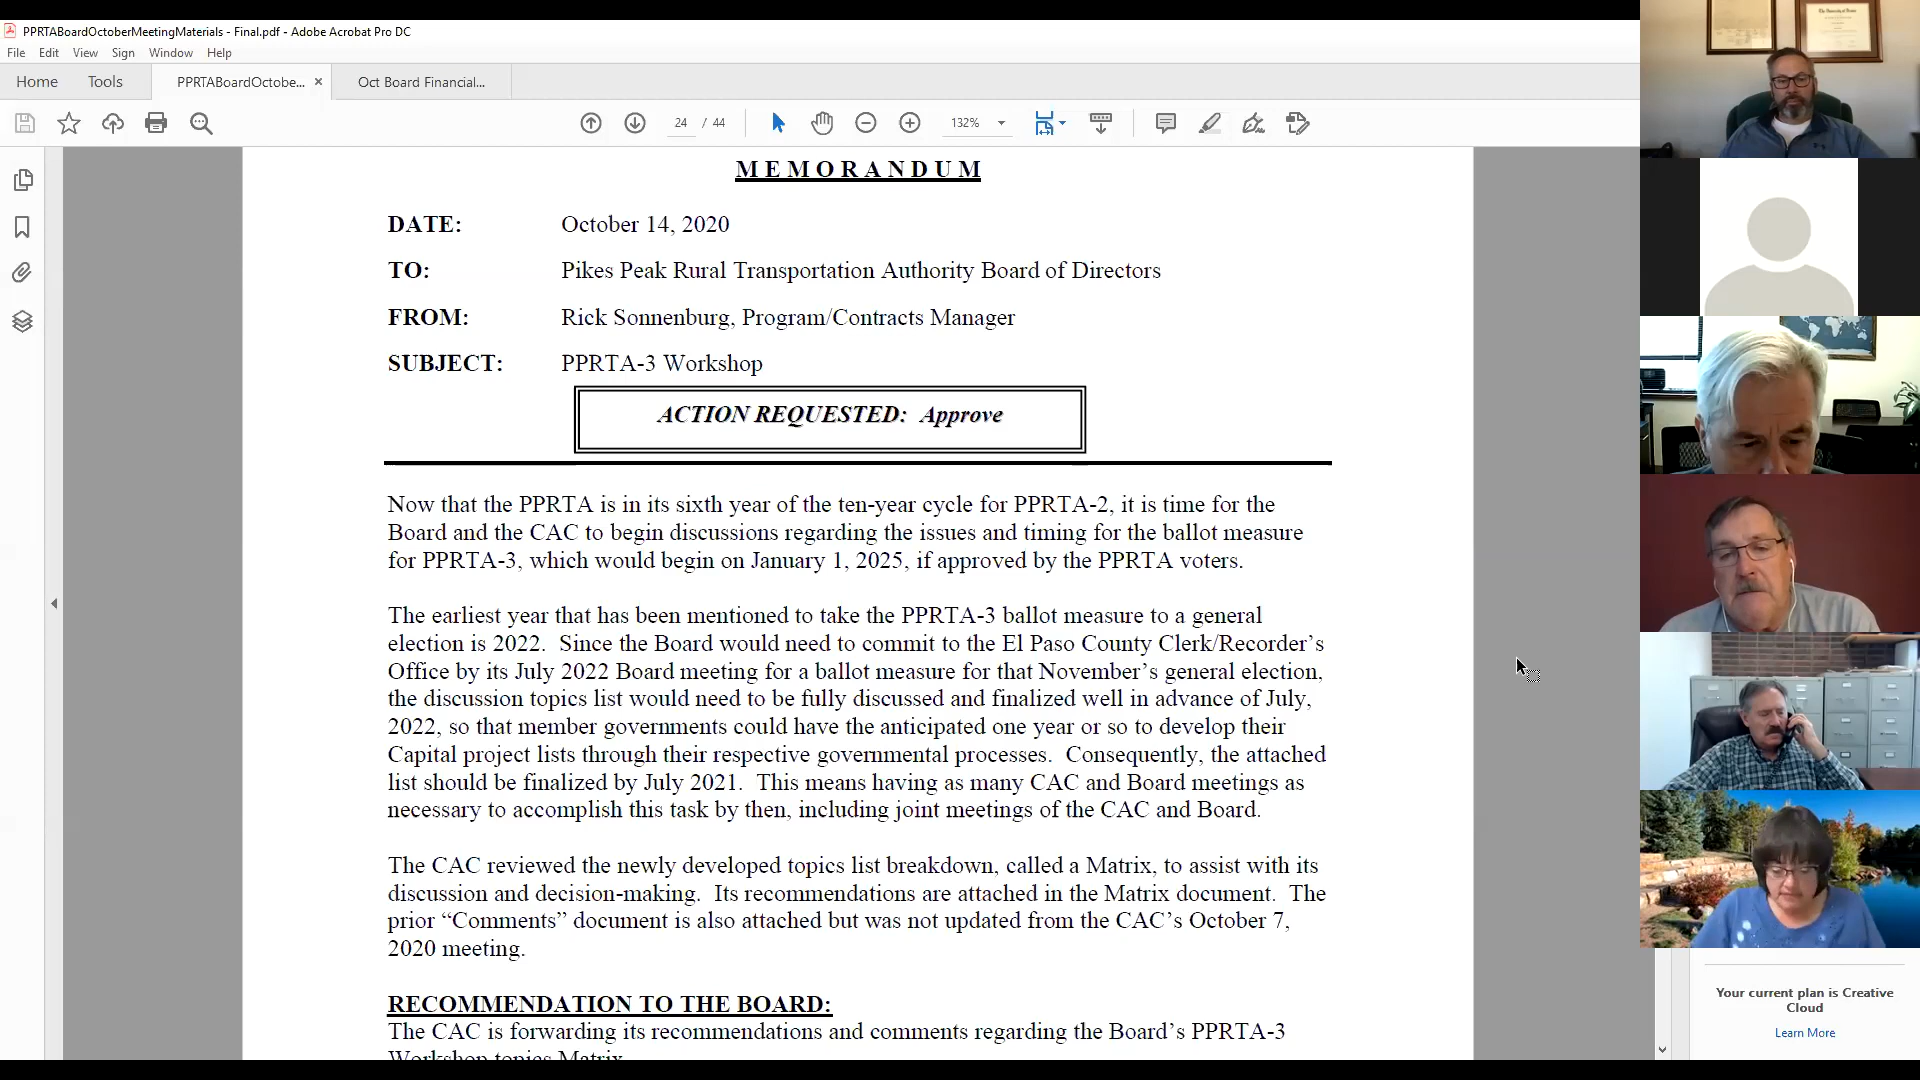 PPRTABoardOctoberMeetingMaterials - Final.pdf - Adobe Acrobat Pro DC
File Edit View Sign Window Help
Home Tools PPRTABoardOctobe... × Oct Board Financial...
24 / 44 132%
MEMORANDUM
DATE: October 14, 2020
TO: Pikes Peak Rural Transportation Authority Board of Directors
FROM: Rick Sonnenburg, Program/Contracts Manager
SUBJECT: PPRTA-3 Workshop
ACTION REQUESTED: Approve
Now that the PPRTA is in its sixth year of the ten-year cycle for PPRTA-2, it is time for the
Board and the CAC to begin discussions regarding the issues and timing for the ballot measure
for PPRTA-3, which would begin on January 1, 2025, if approved by the PPRTA voters.
The earliest year that has been mentioned to take the PPRTA-3 ballot measure to a general
election is 2022. Since the Board would need to commit to the El Paso County Clerk/Recorder’s
Office by its July 2022 Board meeting for a ballot measure for that November’s general election,
the discussion topics list would need to be fully discussed and finalized well in advance of July,
2022, so that member governments could have the anticipated one year or so to develop their
Capital project lists through their respective governmental processes. Consequently, the attached
list should be finalized by July 2021. This means having as many CAC and Board meetings as
necessary to accomplish this task by then, including joint meetings of the CAC and Board.
The CAC reviewed the newly developed topics list breakdown, called a Matrix, to assist with its
discussion and decision-making. Its recommendations are attached in the Matrix document. The
prior “Comments” document is also attached but was not updated from the CAC’s October 7,
2020 meeting.
RECOMMENDATION TO THE BOARD:
The CAC is forwarding its recommendations and comments regarding the Board’s PPRTA-3
Workshop topics Matrix
Your current plan is Creative
Cloud
Learn More